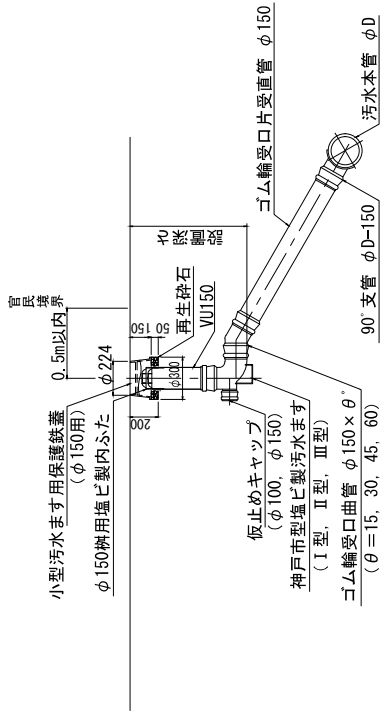 官民境界
0.5m以内
小型汚水ます用保護鉄蓋
(φ150用)
φ224
φ150桝用塩ビ製内ふた
200
50 150
φ300
再生砕石
VU150
設置深さ
仮止めキャップ
(φ100, φ150)
神戸市型塩ビ製汚水ます
(Ⅰ型, Ⅱ型, Ⅲ型)
ゴム輪受口曲管 φ150×θ°
(θ=15, 30, 45, 60)
ゴム輪受口片受直管 φ150
90°支管 φD-150
汚水本管 φD